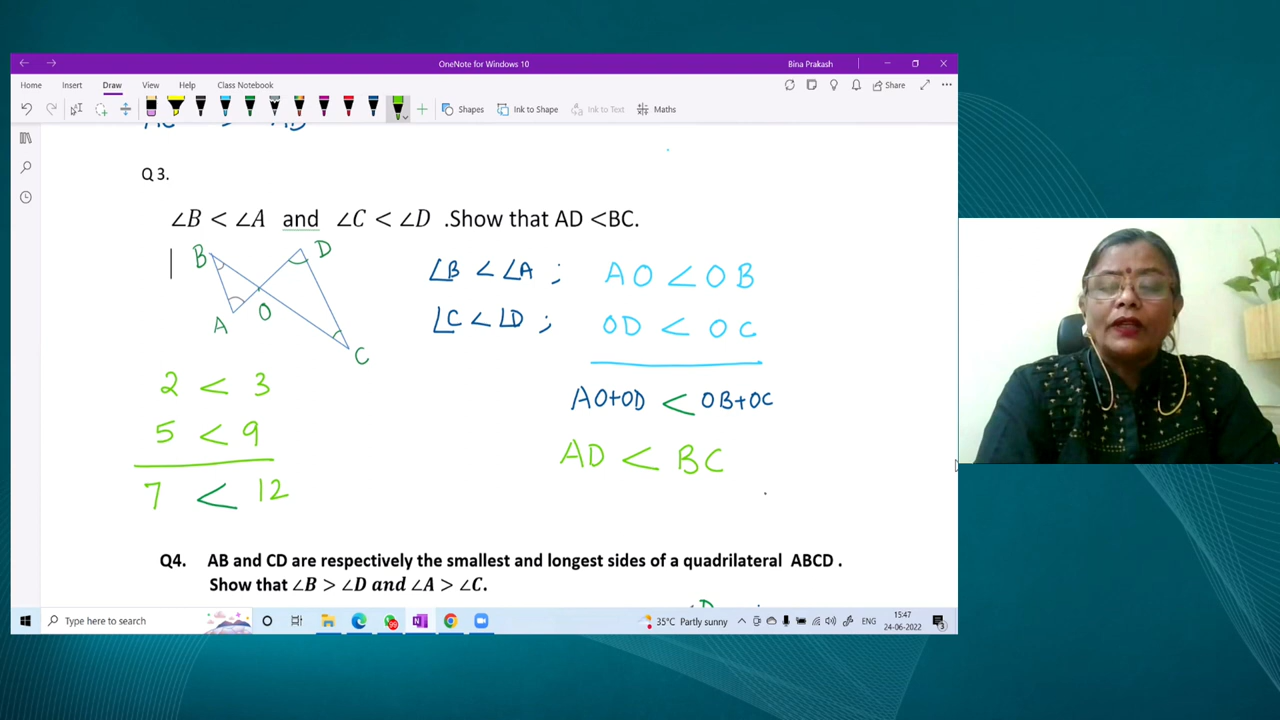 OneNote for Windows 10
Bina Prakash
Home Insert Draw View Help Class Notebook
Share
Shapes Ink to Shape Ink to Text Maths
Q 3.
∠B < ∠A and ∠C < ∠D .Show that AD <BC.
B D
A O C
∠B < ∠A ; AO < OB
∠C < ∠D ; OD < OC
AO+OD < OB+OC
AD < BC
2 < 3
5 < 9
7 < 12
Q4. AB and CD are respectively the smallest and longest sides of a quadrilateral ABCD .
Show that ∠B > ∠D and ∠A > ∠C.
D
Type here to search
35°C Partly sunny
ENG
15:47
24-06-2022